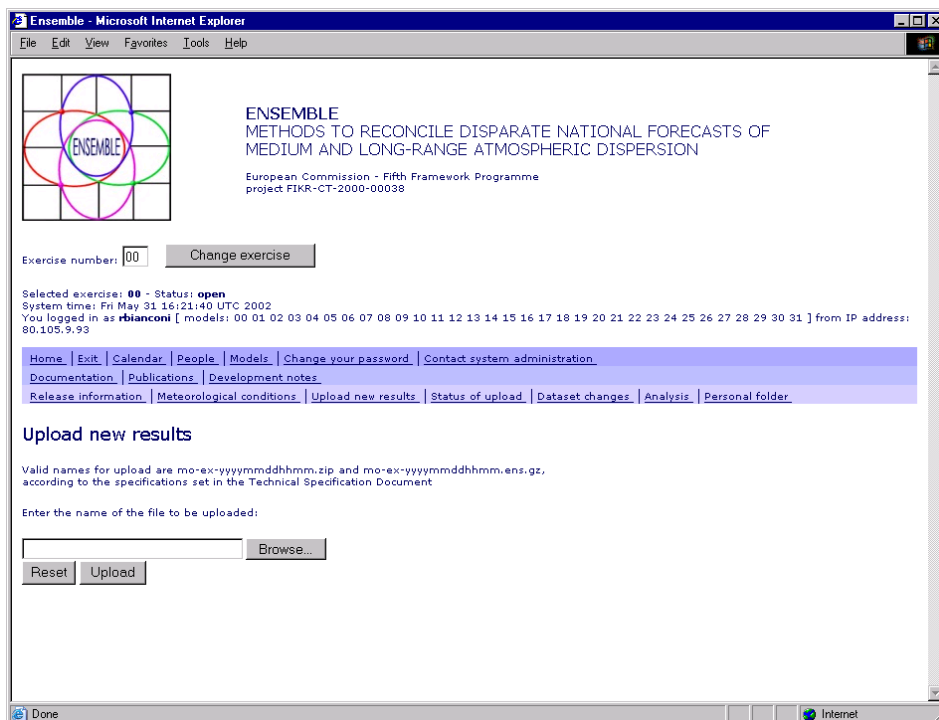 Ensemble - Microsoft Internet Explorer
File Edit View Favorites Tools Help
ENSEMBLE
ENSEMBLE
METHODS TO RECONCILE DISPARATE NATIONAL FORECASTS OF
MEDIUM AND LONG-RANGE ATMOSPHERIC DISPERSION
European Commission - Fifth Framework Programme
project FIKR-CT-2000-00038
Exercise number: 00 Change exercise
Selected exercise: 00 - Status: open
System time: Fri May 31 16:21:40 UTC 2002
You logged in as rbianconi [ models: 00 01 02 03 04 05 06 07 08 09 10 11 12 13 14 15 16 17 18 19 20 21 22 23 24 25 26 27 28 29 30 31 ] from IP address:
80.105.9.93
Home | Exit | Calendar | People | Models | Change your password | Contact system administration
Documentation | Publications | Development notes
Release information | Meteorological conditions | Upload new results | Status of upload | Dataset changes | Analysis | Personal folder
Upload new results
Valid names for upload are mo-ex-yyyymmddhhmm.zip and mo-ex-yyyymmddhhmm.ens.gz,
according to the specifications set in the Technical Specification Document
Enter the name of the file to be uploaded:
Browse...
Reset Upload
Done Internet